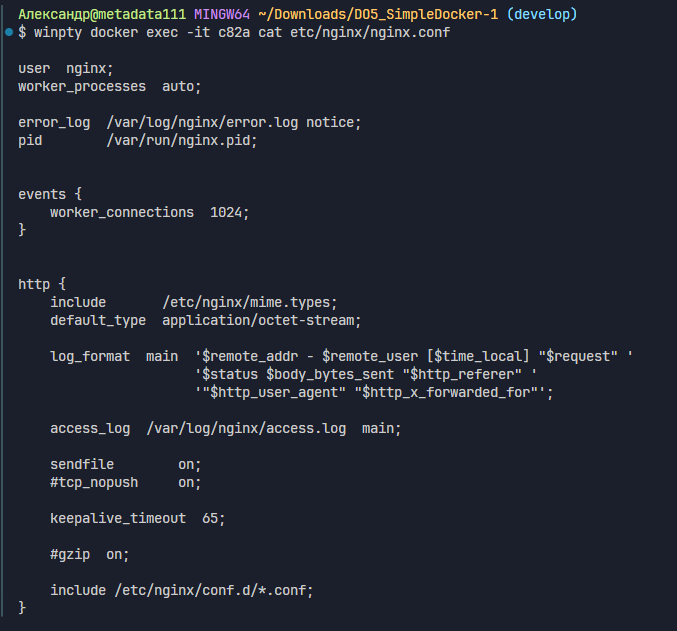 Александр@metadata111 MINGW64 ~/Downloads/DO5_SimpleDocker-1 (develop)
$ winpty docker exec -it c82a cat etc/nginx/nginx.conf

user  nginx;
worker_processes  auto;

error_log  /var/log/nginx/error.log notice;
pid        /var/run/nginx.pid;


events {
    worker_connections  1024;
}


http {
    include       /etc/nginx/mime.types;
    default_type  application/octet-stream;

    log_format  main  '$remote_addr - $remote_user [$time_local] "$request" '
                      '$status $body_bytes_sent "$http_referer" '
                      '"$http_user_agent" "$http_x_forwarded_for"';

    access_log  /var/log/nginx/access.log  main;

    sendfile        on;
    #tcp_nopush     on;

    keepalive_timeout  65;

    #gzip  on;

    include /etc/nginx/conf.d/*.conf;
}